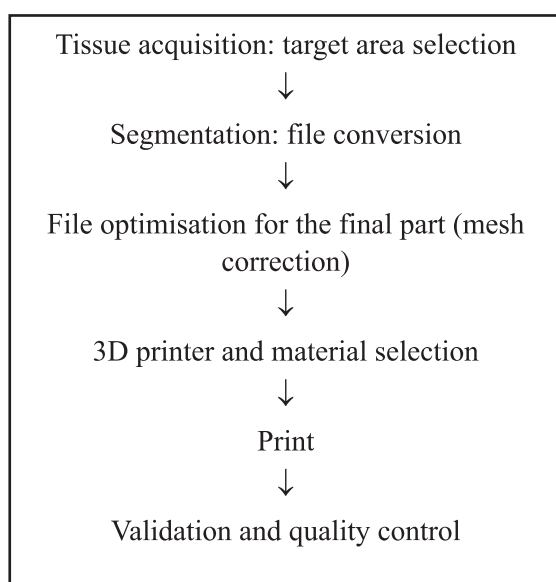 Tissue acquisition: target area selection
↓
Segmentation: file conversion
↓
File optimisation for the final part (mesh
correction)
↓
3D printer and material selection
↓
Print
↓
Validation and quality control